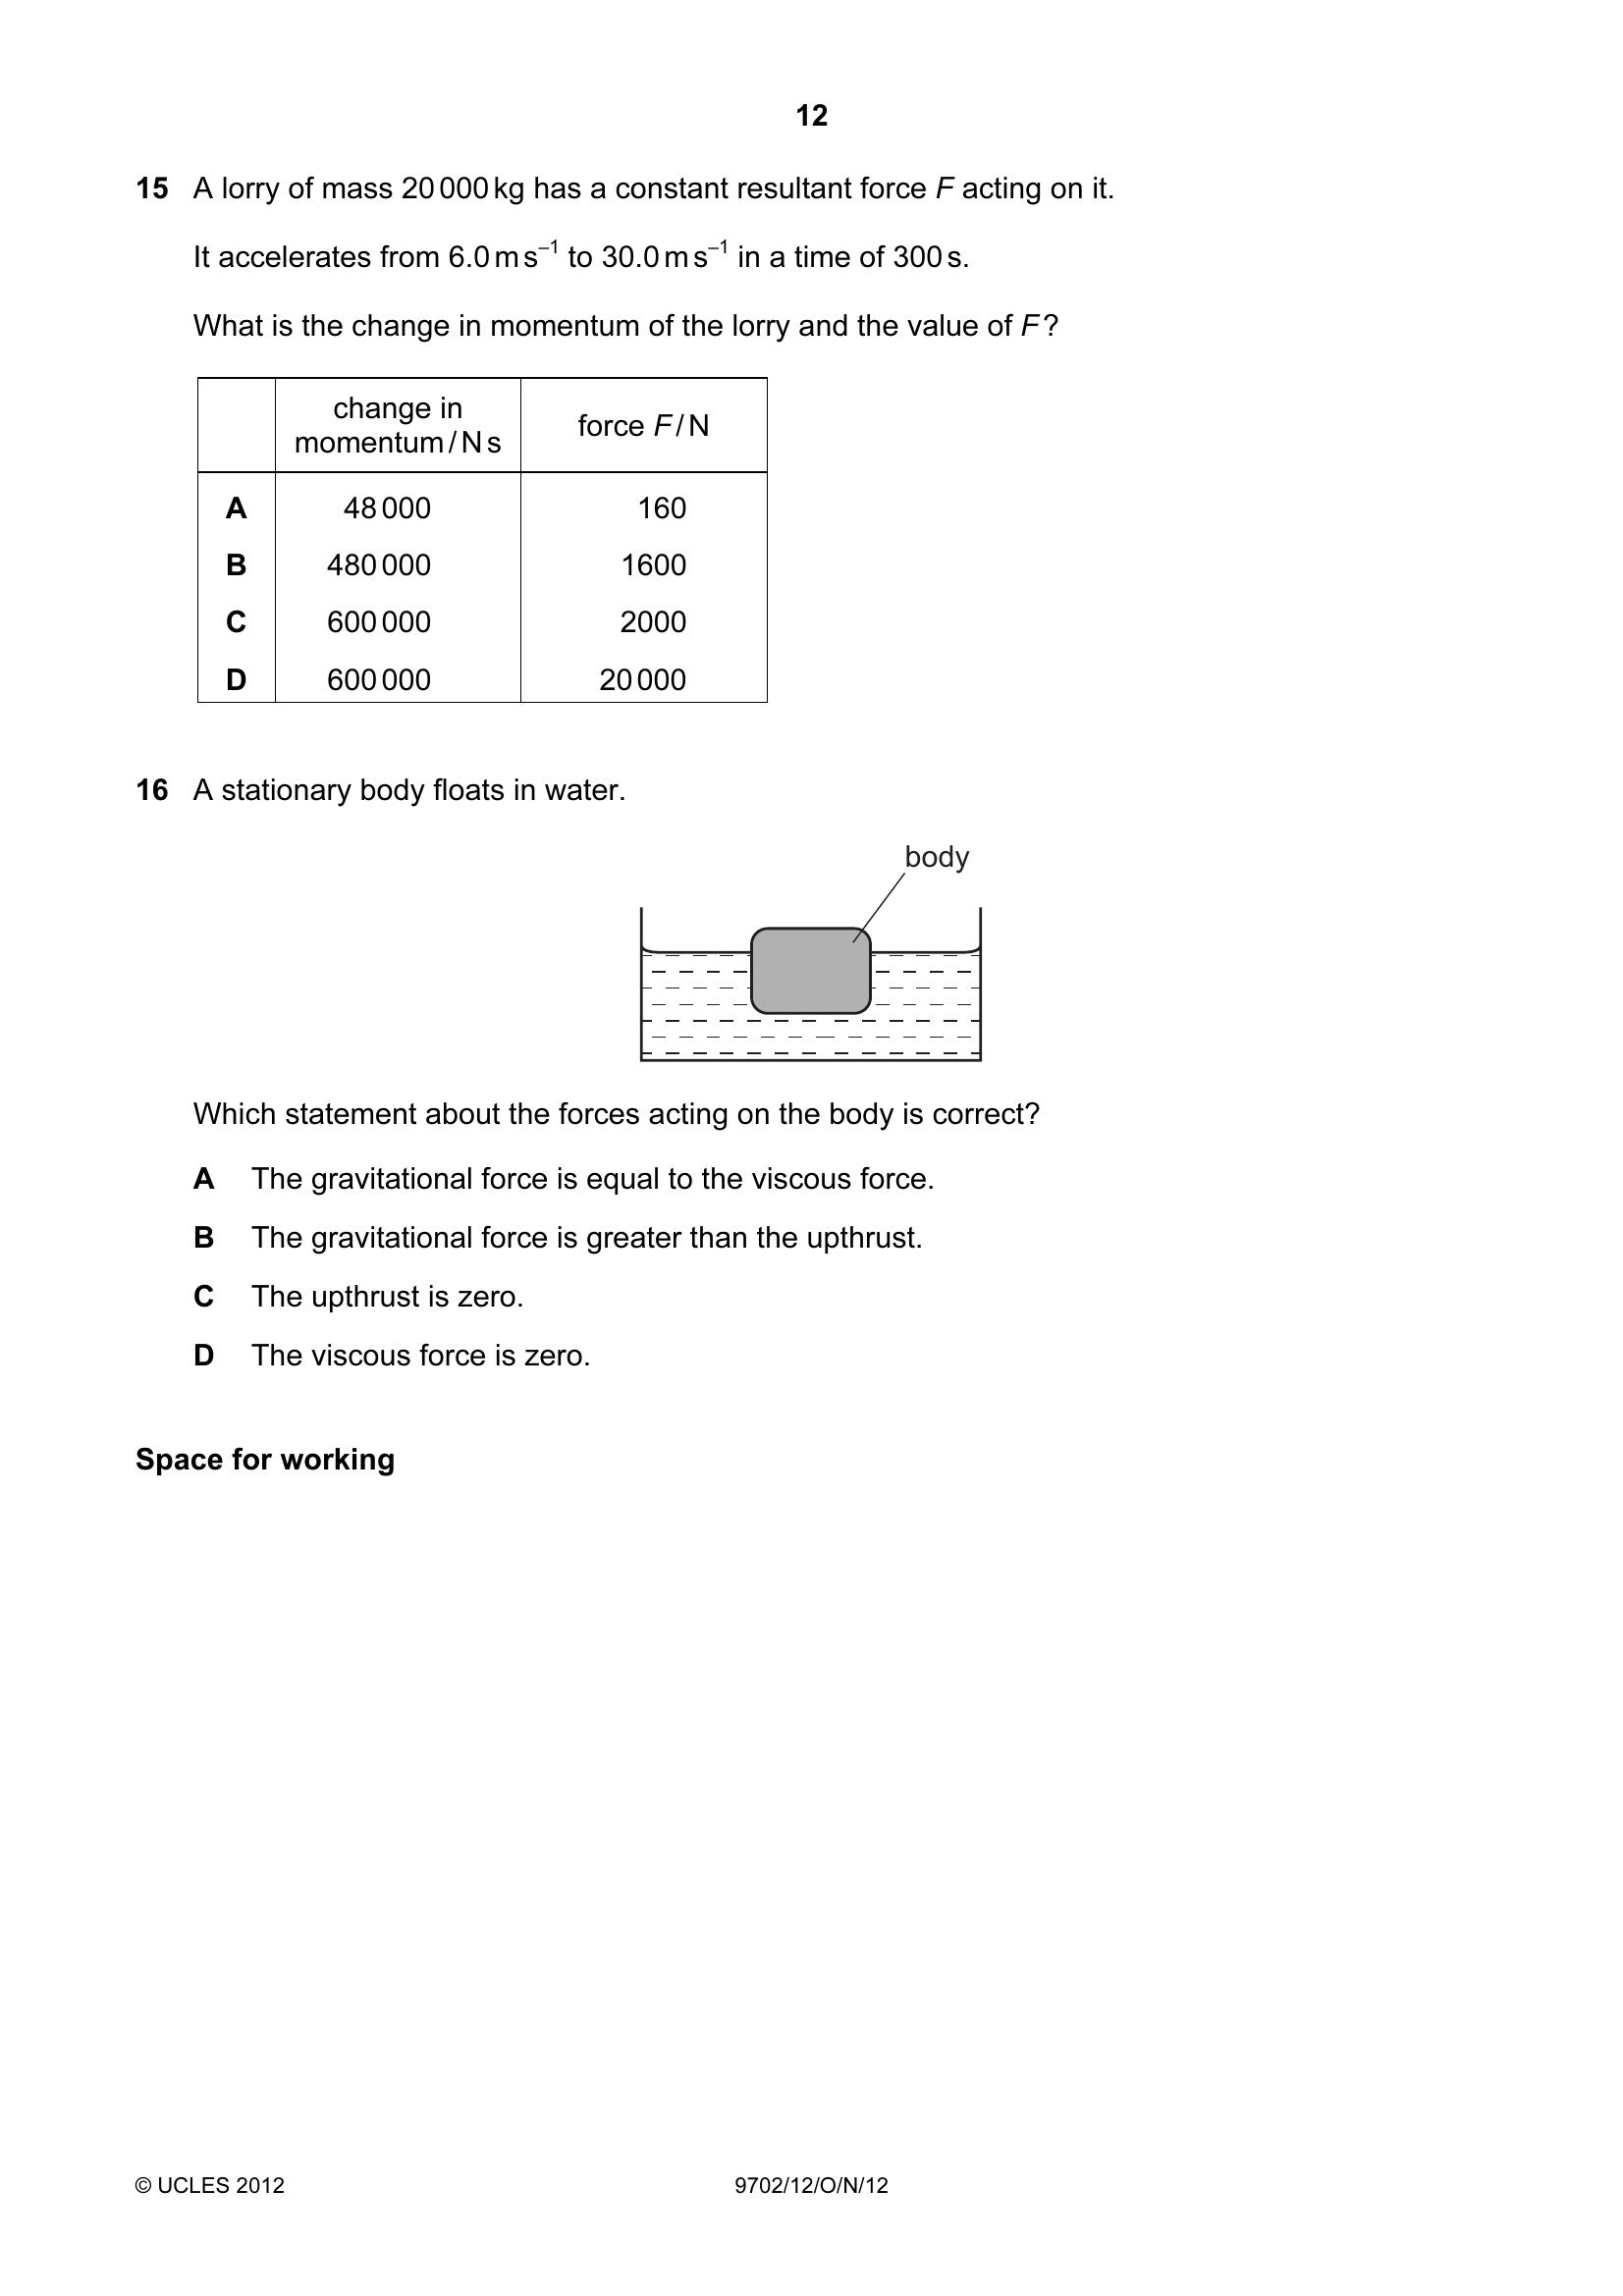 12
15 A lorry of mass 20 000 kg has a constant resultant force F acting on it.
It accelerates from 6.0 m s⁻¹ to 30.0 m s⁻¹ in a time of 300 s.
What is the change in momentum of the lorry and the value of F?
change in
momentum / N s
force F / N
A 48 000 160
B 480 000 1600
C 600 000 2000
D 600 000 20 000
16 A stationary body floats in water.
body
Which statement about the forces acting on the body is correct?
A The gravitational force is equal to the viscous force.
B The gravitational force is greater than the upthrust.
C The upthrust is zero.
D The viscous force is zero.
Space for working
© UCLES 2012 9702/12/O/N/12